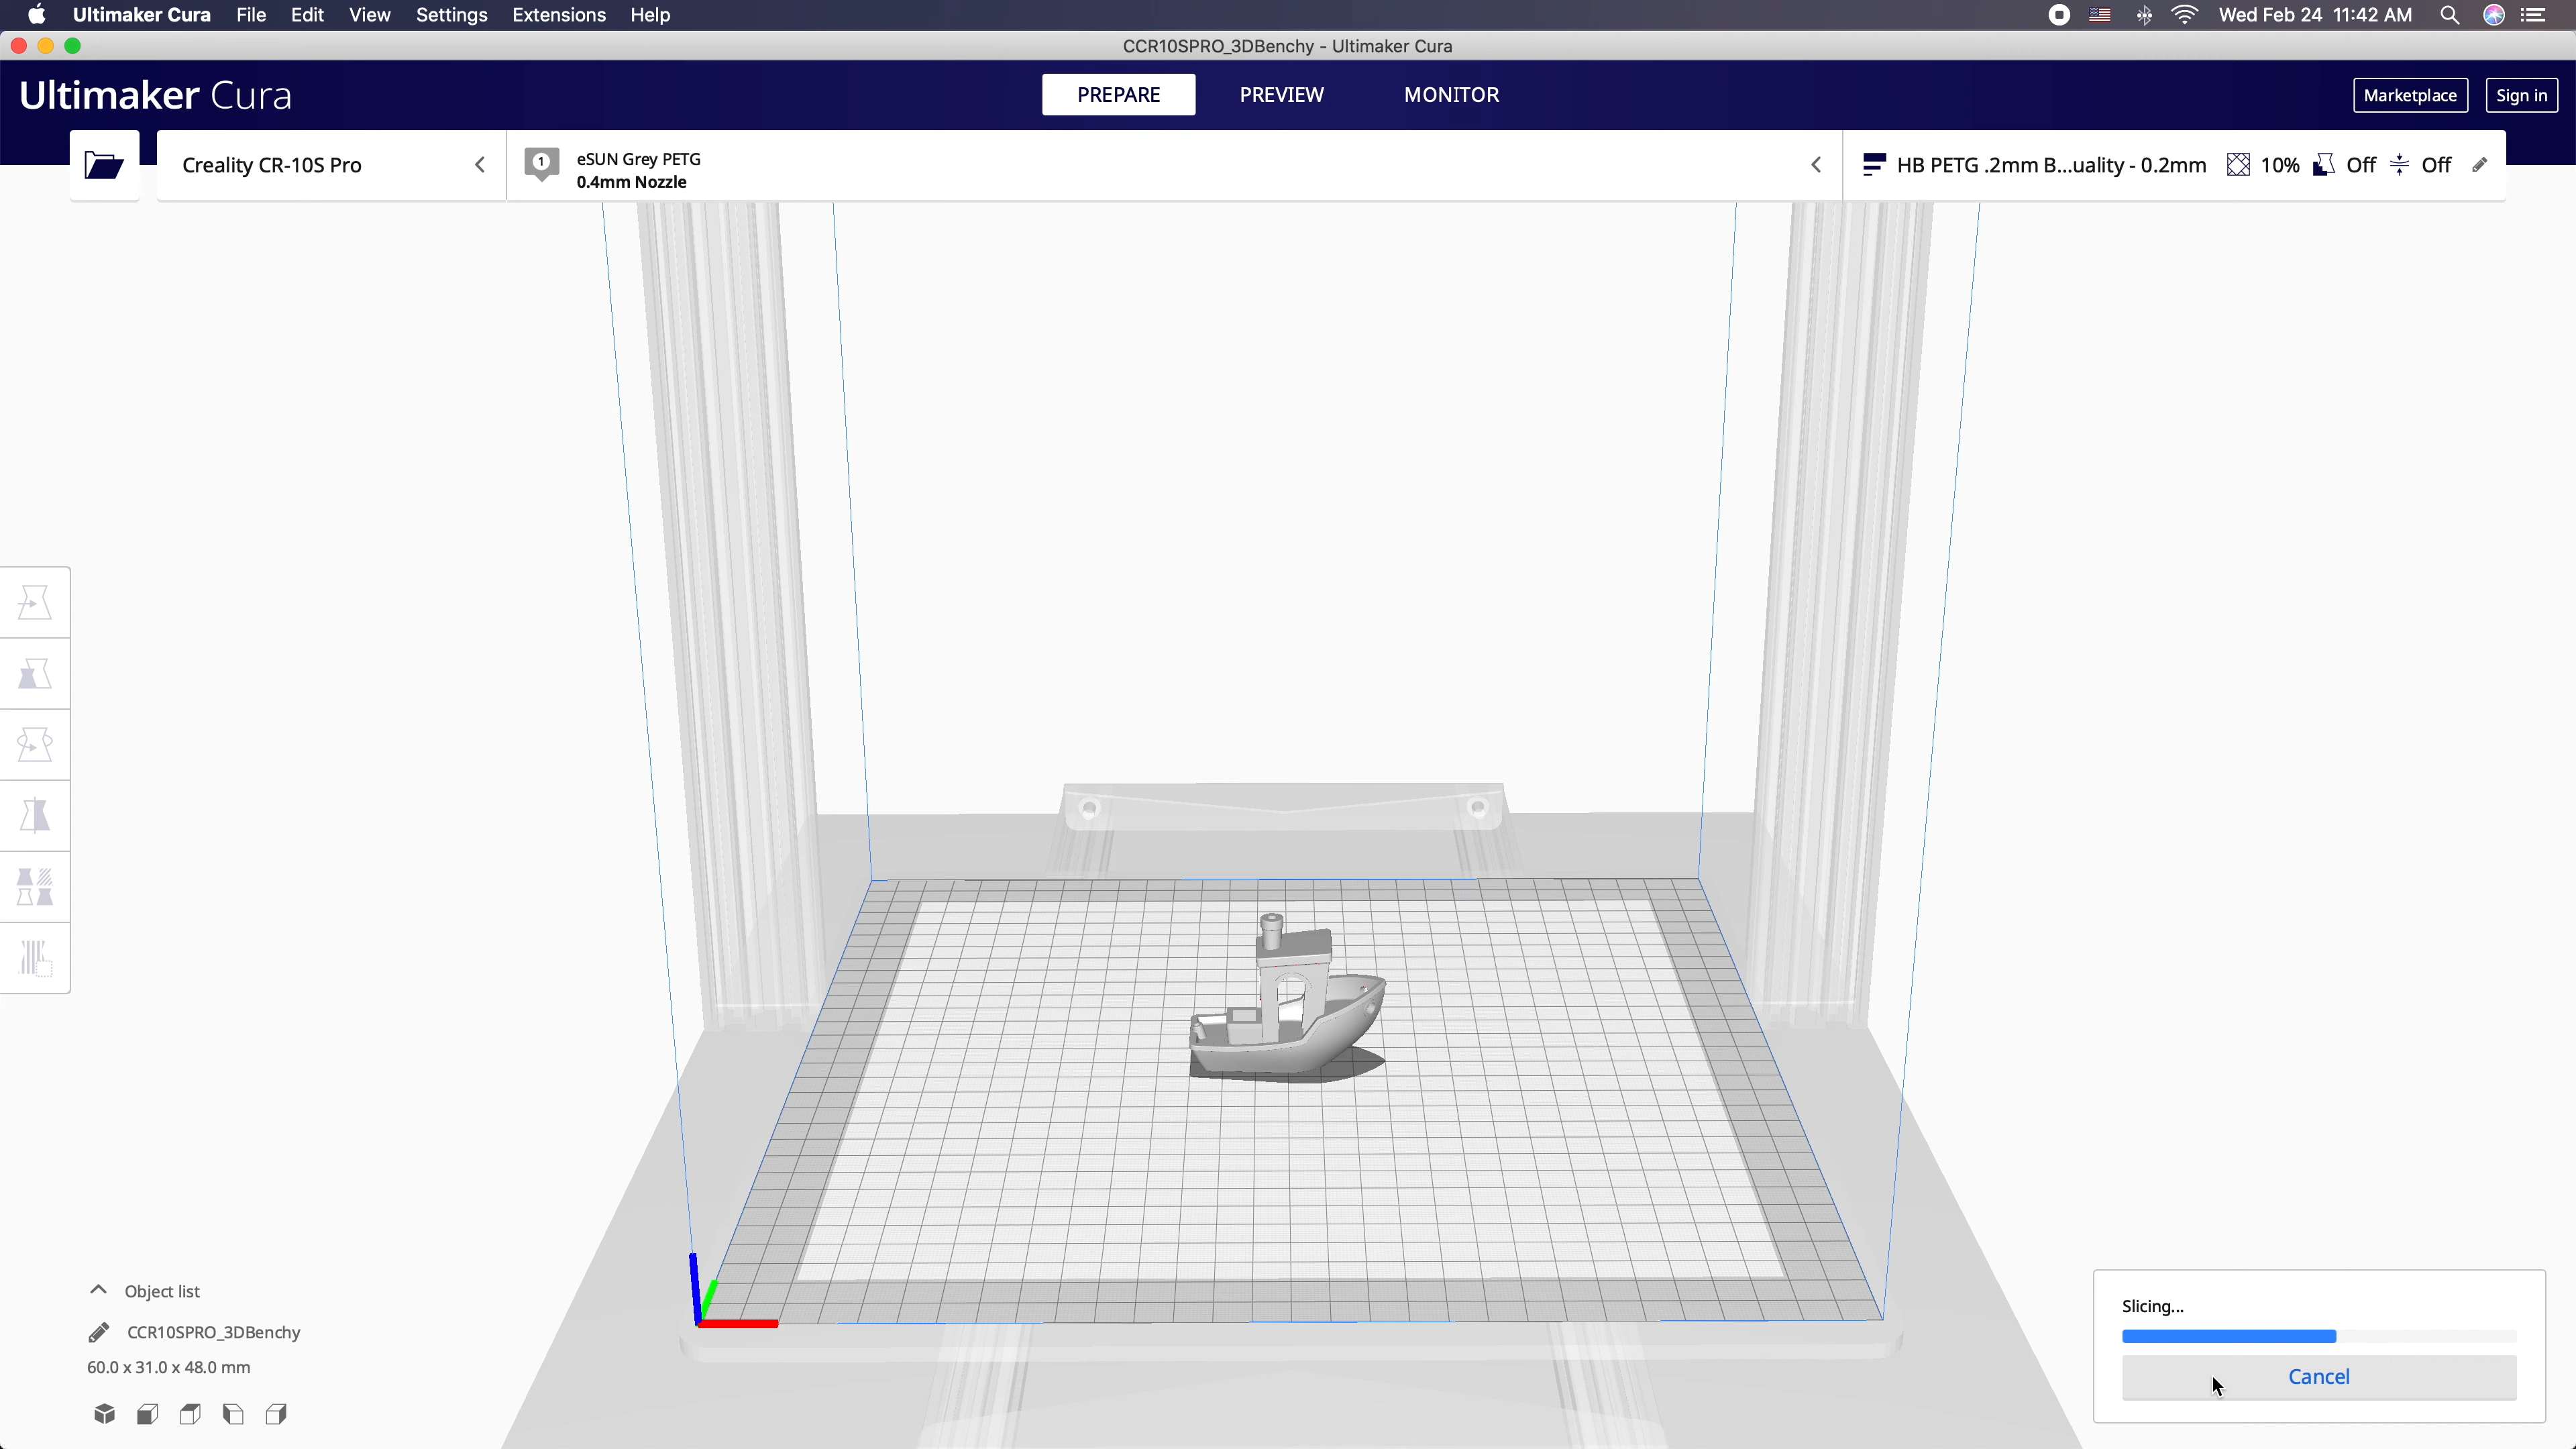 Ultimaker Cura File Edit View Settings Extensions Help Wed Feb 24 11:42 AM
CCR10SPRO_3DBenchy - Ultimaker Cura
Ultimaker Cura PREPARE PREVIEW MONITOR Marketplace Sign in
Creality CR-10S Pro
1
eSUN Grey PETG
0.4mm Nozzle
HB PETG .2mm B...uality - 0.2mm 10% Off Off
Object list
CCR10SPRO_3DBenchy
60.0 x 31.0 x 48.0 mm
Slicing...
Cancel